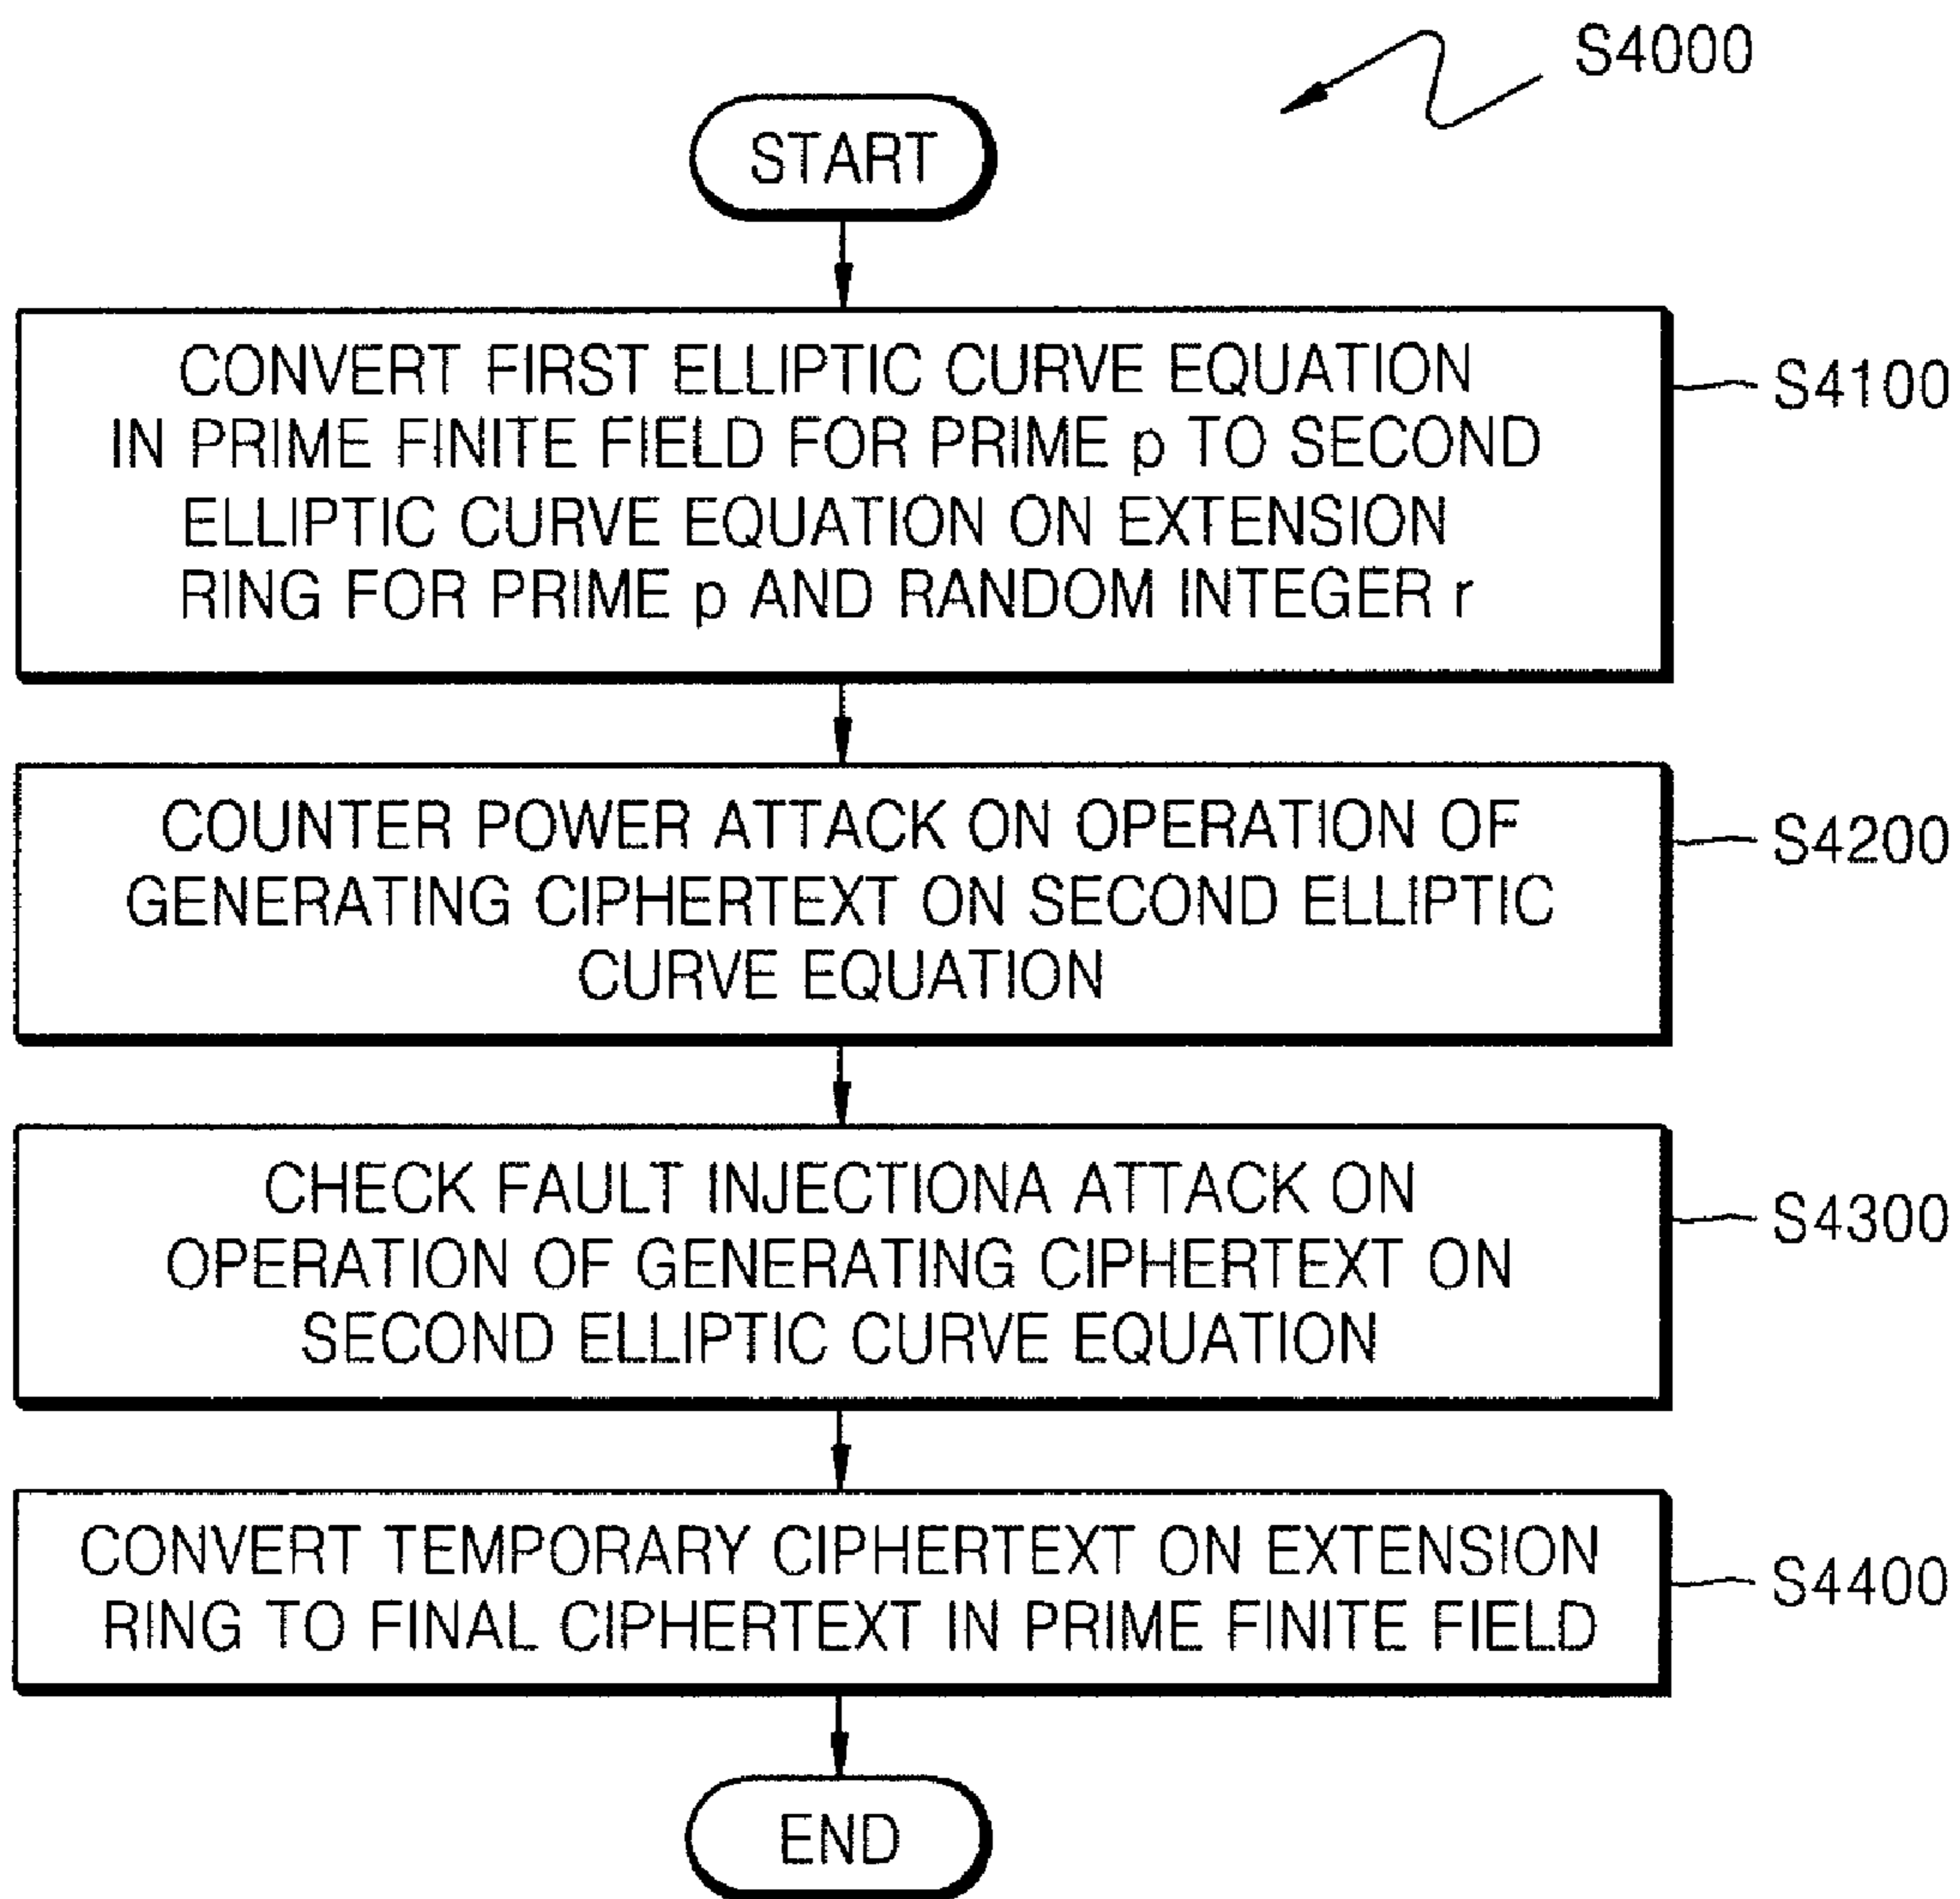 S4000
START
CONVERT FIRST ELLIPTIC CURVE EQUATION
IN PRIME FINITE FIELD FOR PRIME p TO SECOND
ELLIPTIC CURVE EQUATION ON EXTENSION
RING FOR PRIME p AND RANDOM INTEGER r
S4100
COUNTER POWER ATTACK ON OPERATION OF
GENERATING CIPHERTEXT ON SECOND ELLIPTIC
CURVE EQUATION
S4200
CHECK FAULT INJECTIONA ATTACK ON
OPERATION OF GENERATING CIPHERTEXT ON
SECOND ELLIPTIC CURVE EQUATION
S4300
CONVERT TEMPORARY CIPHERTEXT ON EXTENSION
RING TO FINAL CIPHERTEXT IN PRIME FINITE FIELD
S4400
END